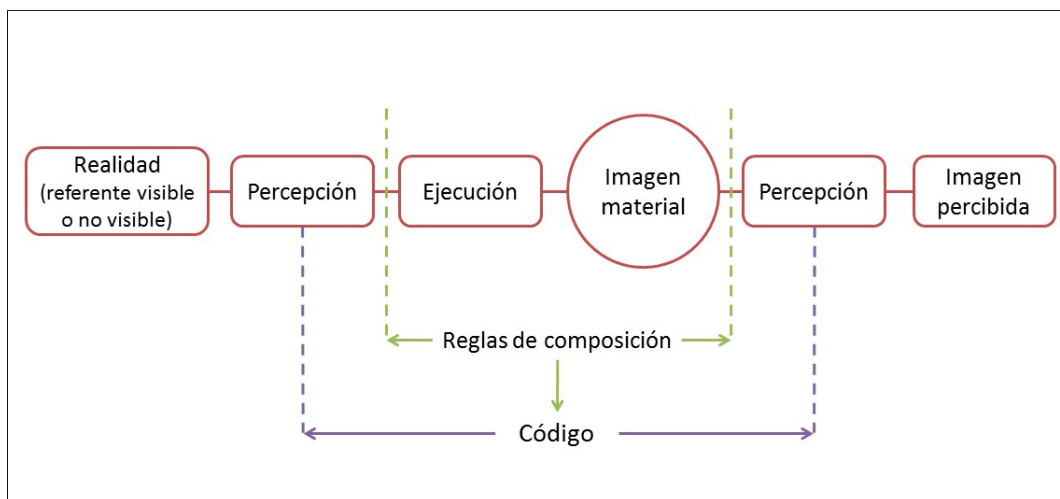 Realidad
(referente visible
o no visible)
Percepción
Ejecución
Imagen
material
Percepción
Imagen
percibida
Reglas de composición
Código